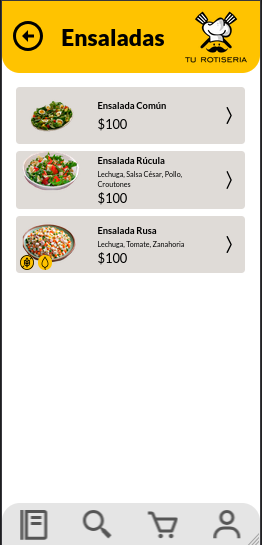 Ensaladas
TU ROTISERIA
Ensalada Común
$100
Ensalada Rúcula
Lechuga, Salsa César, Pollo,
Croutones
$100
Ensalada Rusa
Lechuga, Tomate, Zanahoria
$100